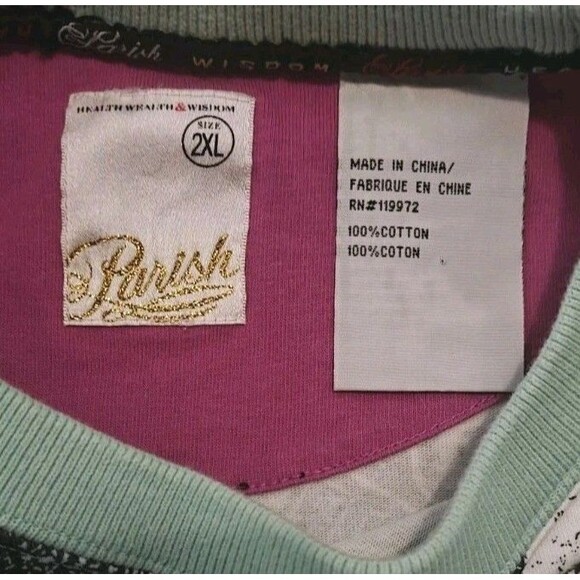 Parish WISDOM Parish
HEALTH WEALTH & WISDOM
SIZE
2XL
Parish
MADE IN CHINA/
FABRIQUE EN CHINE
RN#119972
100%COTTON
100%COTON